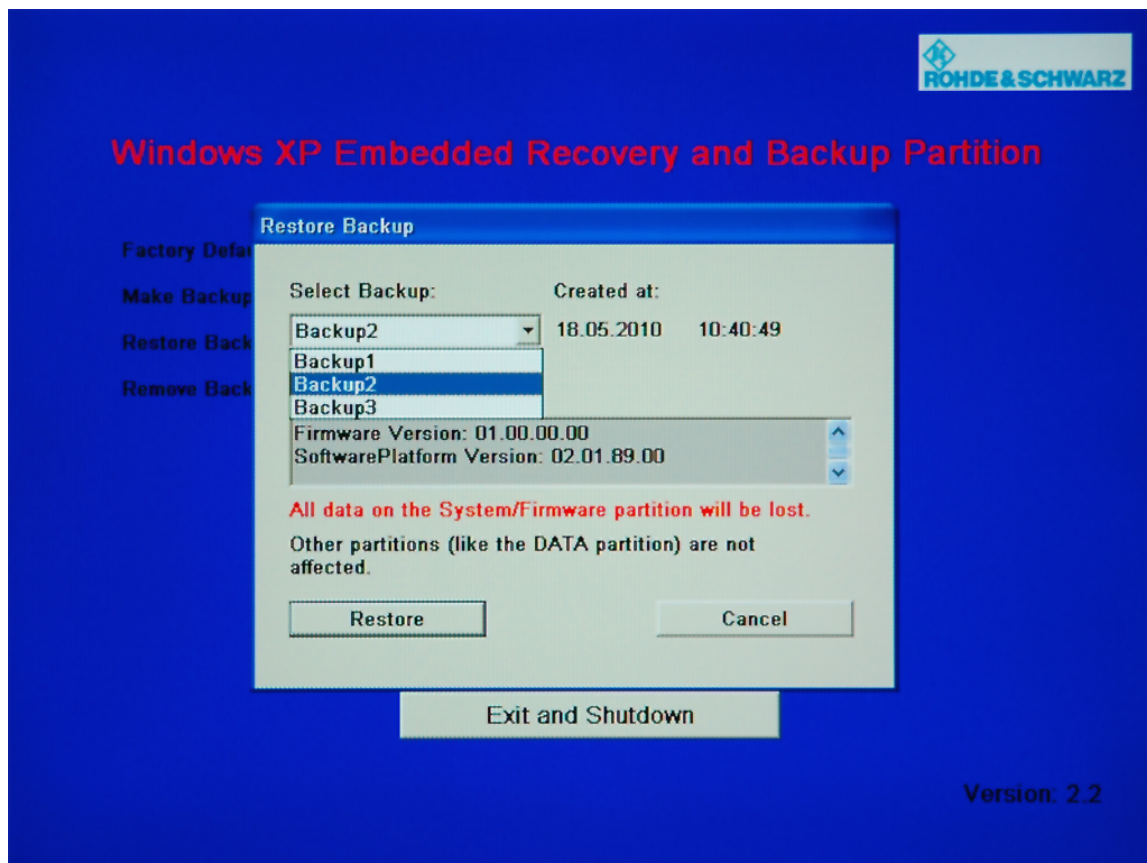 ROHDE & SCHWARZ
Windows XP Embedded Recovery and Backup Partition
Restore Backup
Factory Defau
Make Backup
Restore Back
Remove Back
Select Backup:
Created at:
Backup2
18.05.2010 10:40:49
Backup1
Backup2
Backup3
Firmware Version: 01.00.00.00
SoftwarePlatform Version: 02.01.89.00
All data on the System/Firmware partition will be lost.
Other partitions (like the DATA partition) are not
affected.
Restore
Cancel
Exit and Shutdown
Version: 2.2